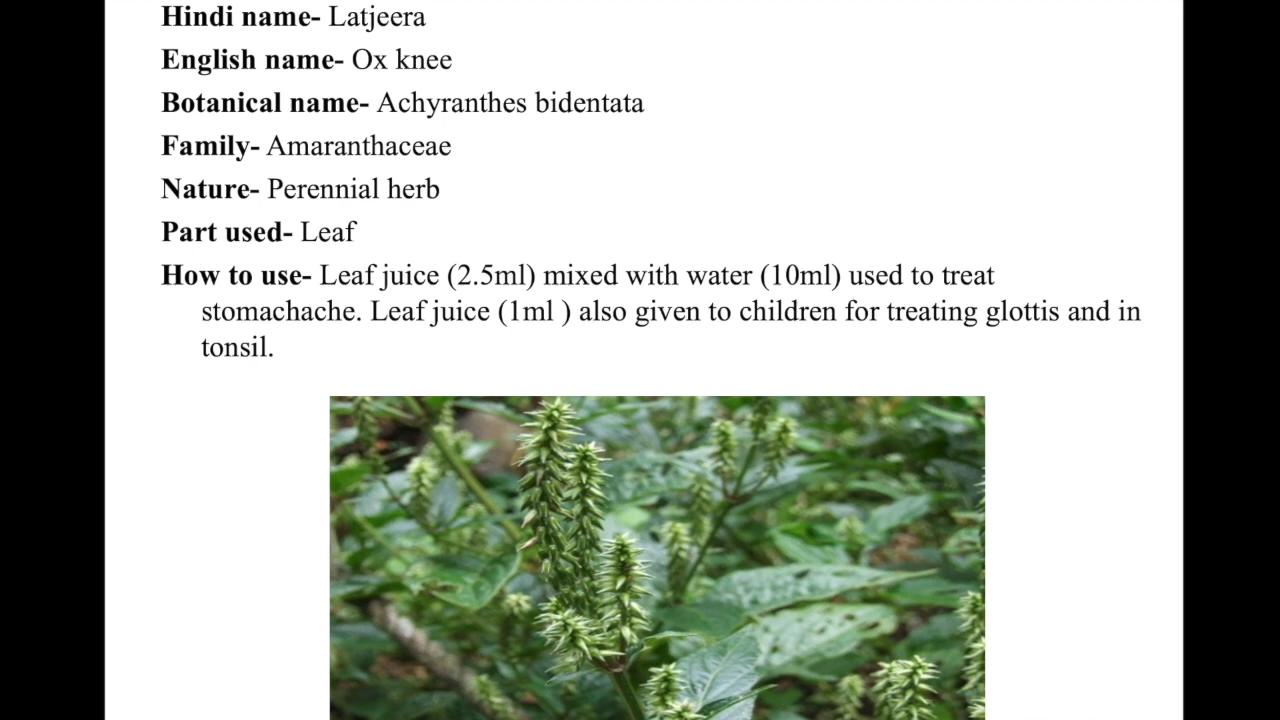 Hindi name- Latjeera
English name- Ox knee
Botanical name- Achyranthes bidentata
Family- Amaranthaceae
Nature- Perennial herb
Part used- Leaf
How to use- Leaf juice (2.5ml) mixed with water (10ml) used to treat
stomachache. Leaf juice (1ml ) also given to children for treating glottis and in
tonsil.